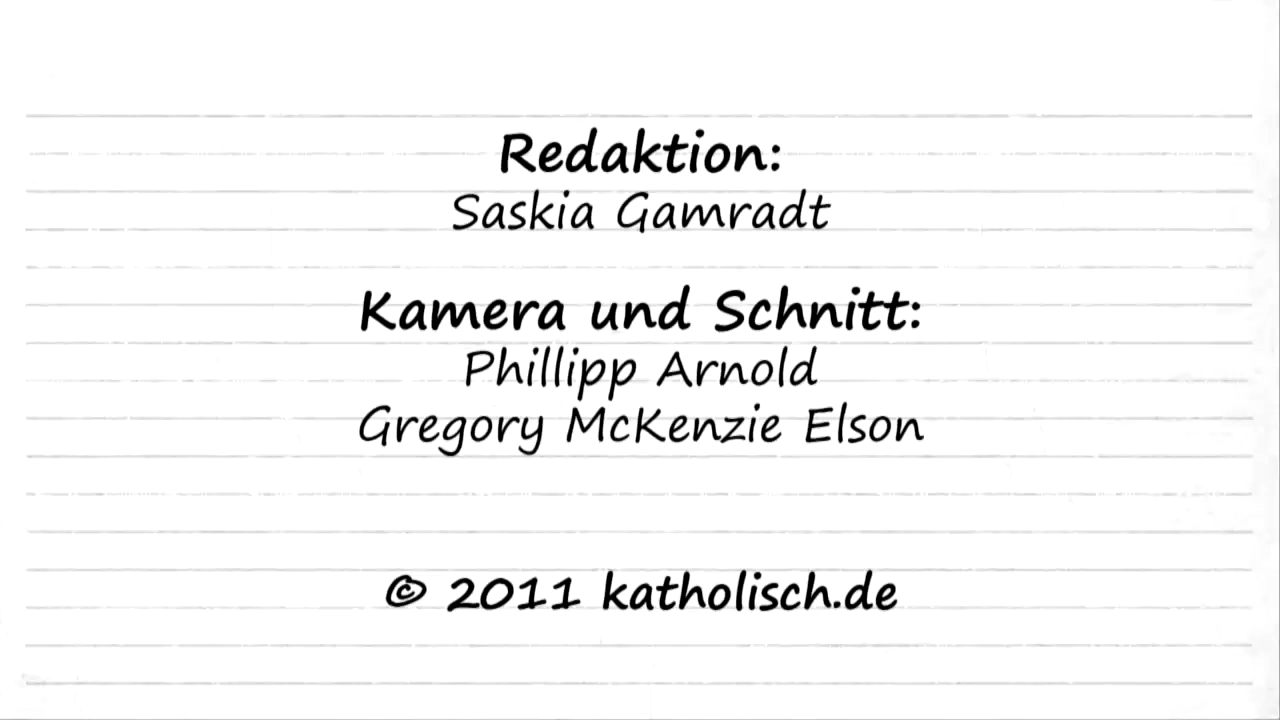 Redaktion:
Saskia Gamradt
Kamera und Schnitt:
Phillipp Arnold
Gregory McKenzie Elson
© 2011 katholisch.de